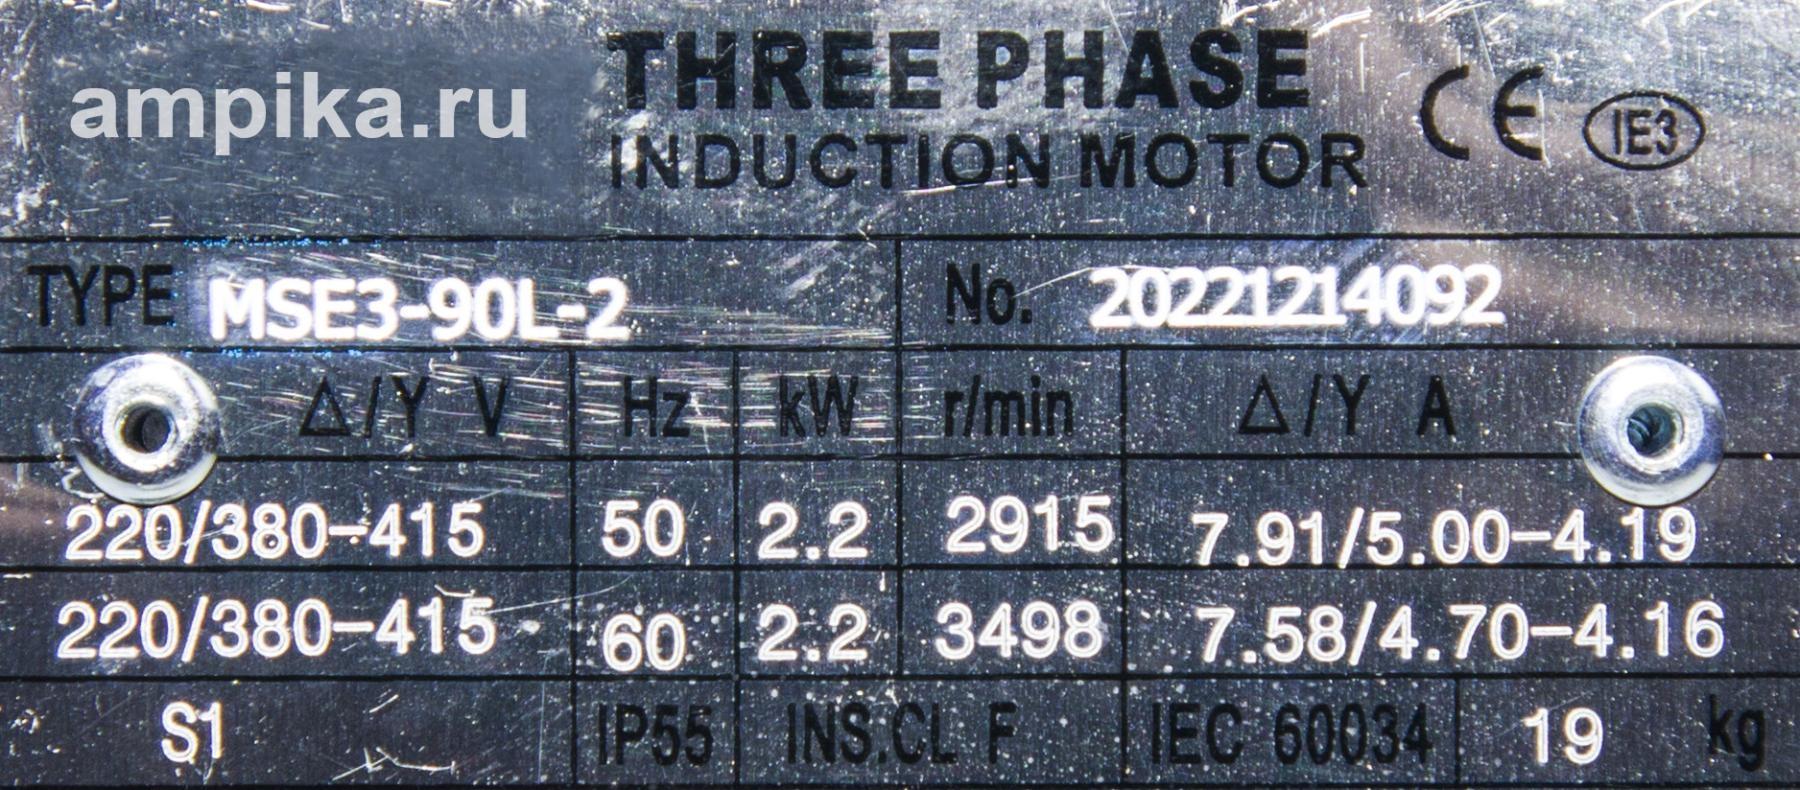 ampika.ru
THREE PHASE
INDUCTION MOTOR
CE IE3
TYPE MSE3-90L-2 No. 20221214092
Δ/Y V Hz kW r/min Δ/Y A
220/380-415 50 2.2 2915 7.91/5.00-4.19
220/380-415 60 2.2 3498 7.58/4.70-4.16
S1 IP55 INS.CL F IEC 60034 19 kg